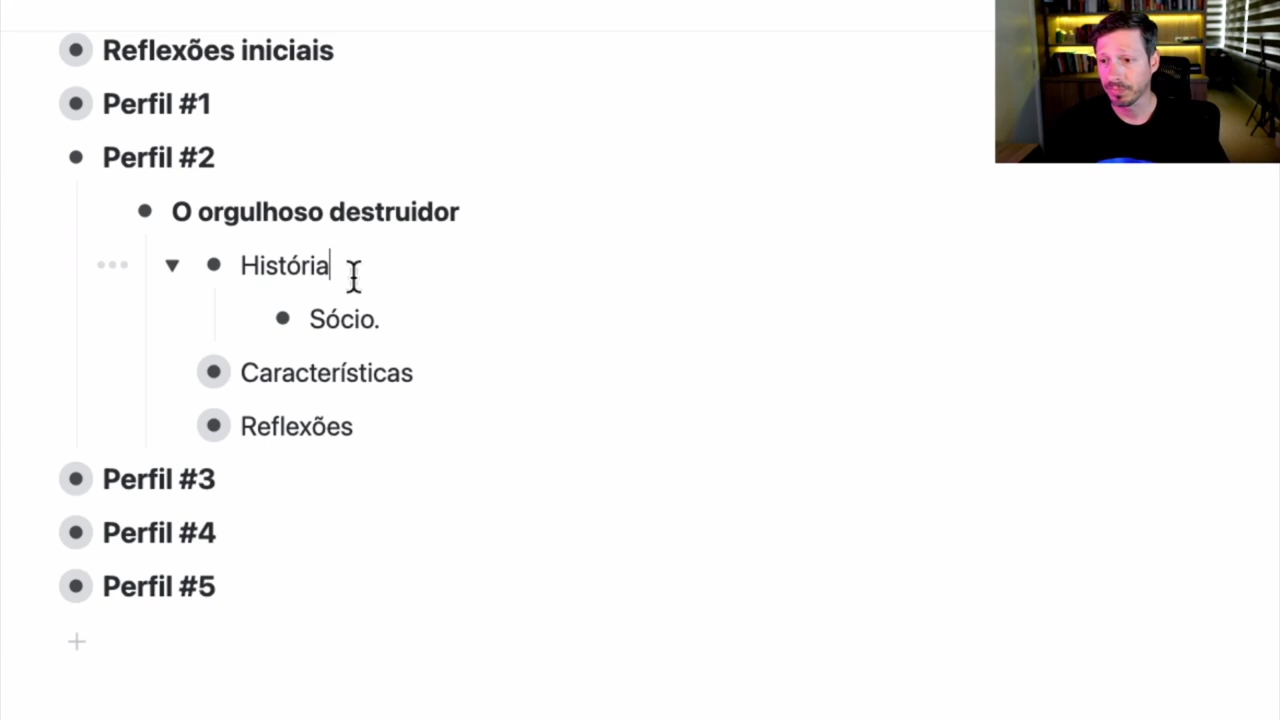 Reflexões iniciais
Perfil #1
Perfil #2
O orgulhoso destruidor
História
Sócio.
Características
Reflexões
Perfil #3
Perfil #4
Perfil #5